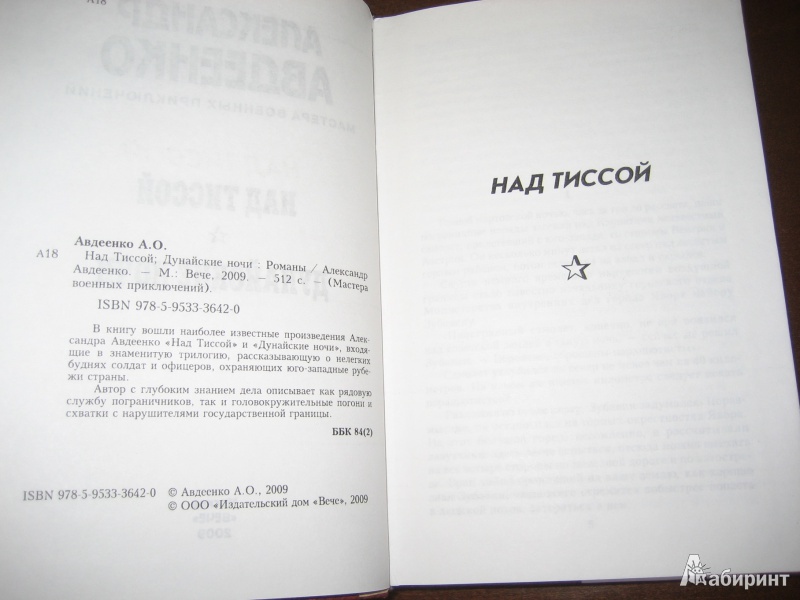 А18
Авдеенко А.О.
А18
Над Тиссой; Дунайские ночи : Романы / Александр
Авдеенко. — М.: Вече, 2009. — 512 с. — (Мастера
военных приключений).
ISBN 978-5-9533-3642-0
В книгу вошли наиболее известные произведения Алек-
сандра Авдеенко «Над Тиссой» и «Дунайские ночи», входя-
щие в знаменитую трилогию, рассказывающую о нелегких
буднях солдат и офицеров, охраняющих юго-западные рубе-
жи страны.
Автор с глубоким знанием дела описывает как рядовую
службу пограничников, так и головокружительные погони и
схватки с нарушителями государственной границы.
ББК 84(2)
ISBN 978-5-9533-3642-0
© Авдеенко А.О., 2009
© ООО «Издательский дом «Вече», 2009
НАД ТИССОЙ
Лабиринт